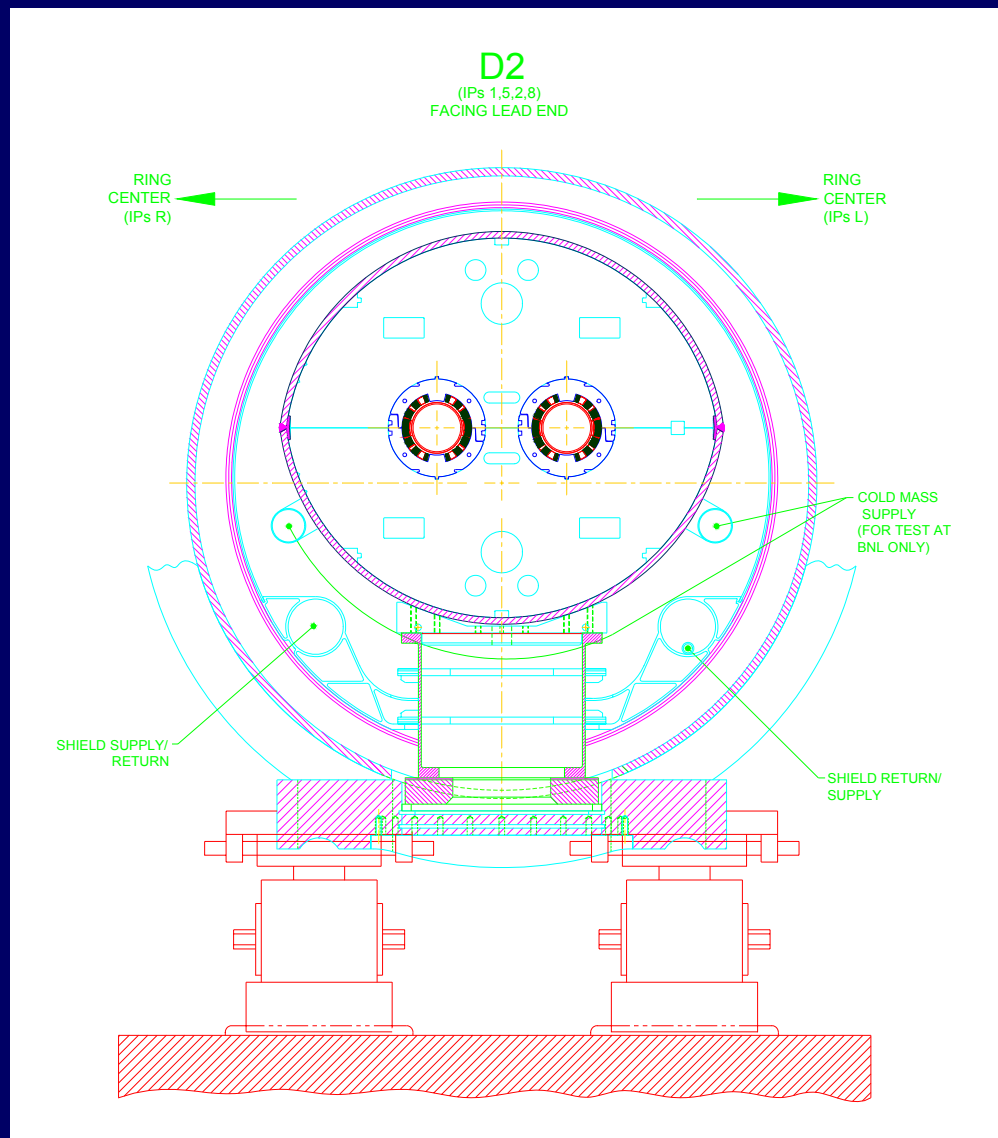 D2
(IPs 1,5,2,8)
FACING LEAD END
RING
CENTER
(IPs R)
RING
CENTER
(IPs L)
COLD MASS
SUPPLY
(FOR TEST AT
BNL ONLY)
SHIELD SUPPLY/
RETURN
SHIELD RETURN/
SUPPLY